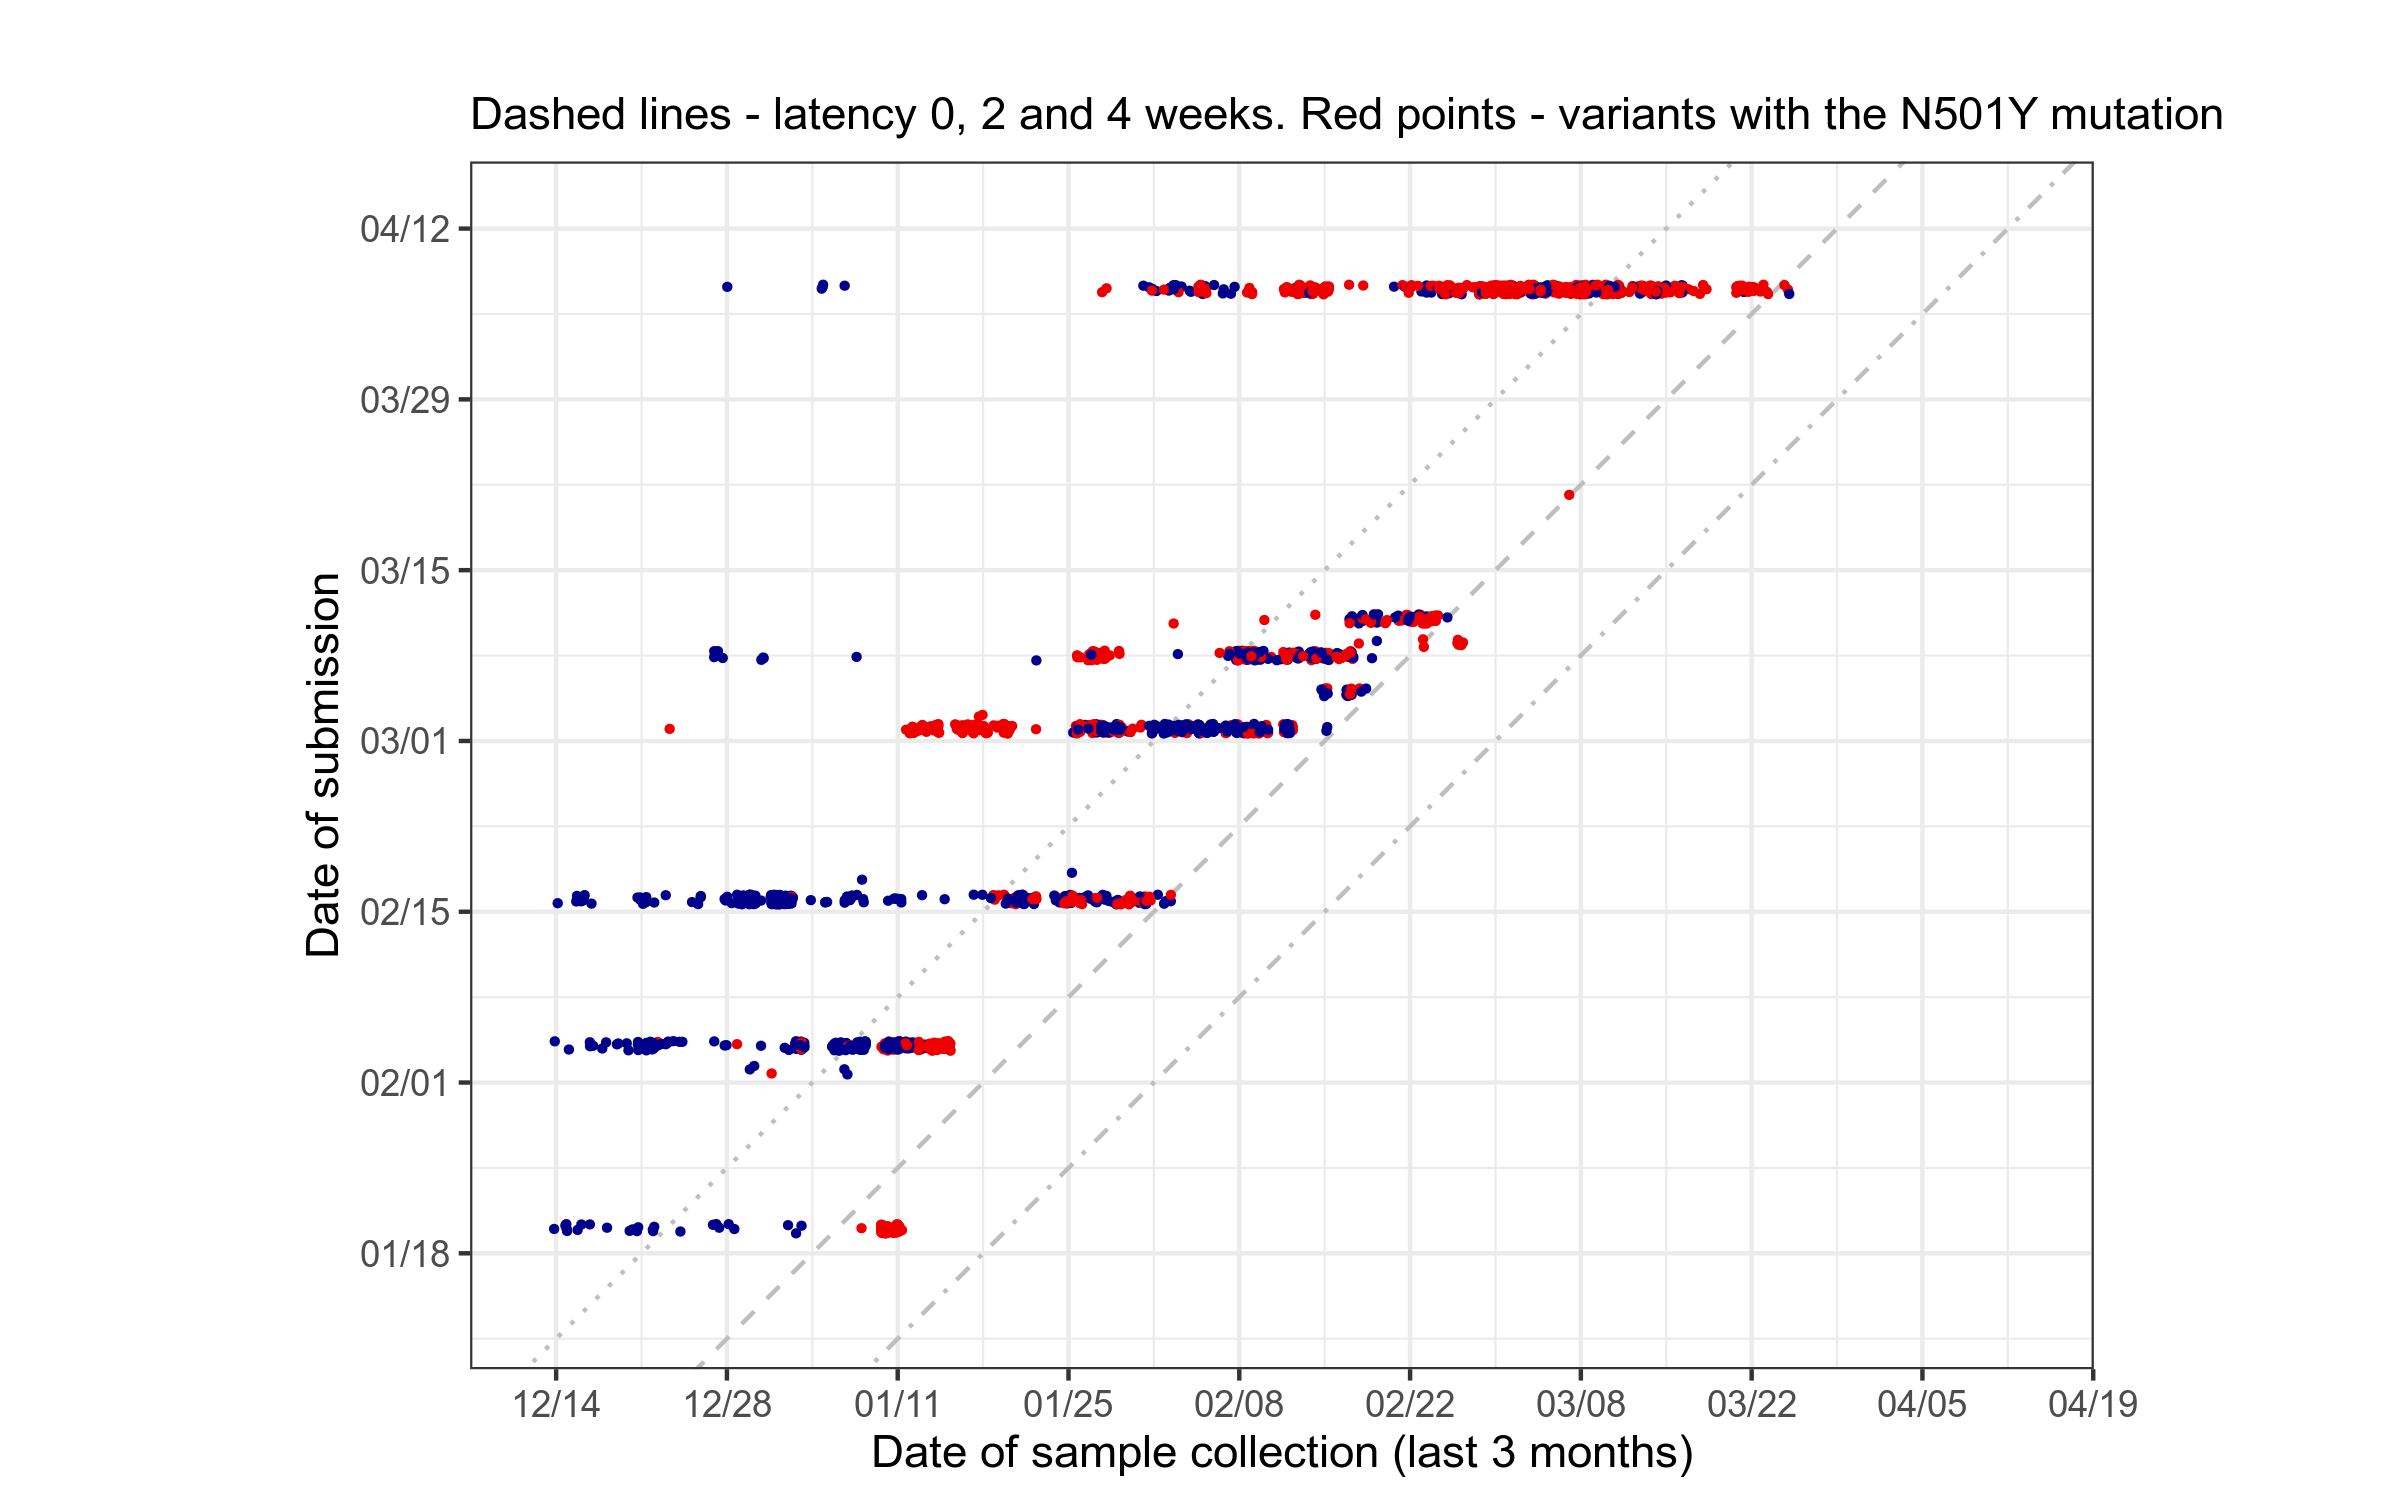 Dashed lines - latency 0, 2 and 4 weeks. Red points - variants with the N501Y mutation
Date of submission
04/12
03/29
03/15
03/01
02/15
02/01
01/18
12/14 12/28 01/11 01/25 02/08 02/22 03/08 03/22 04/05 04/19
Date of sample collection (last 3 months)